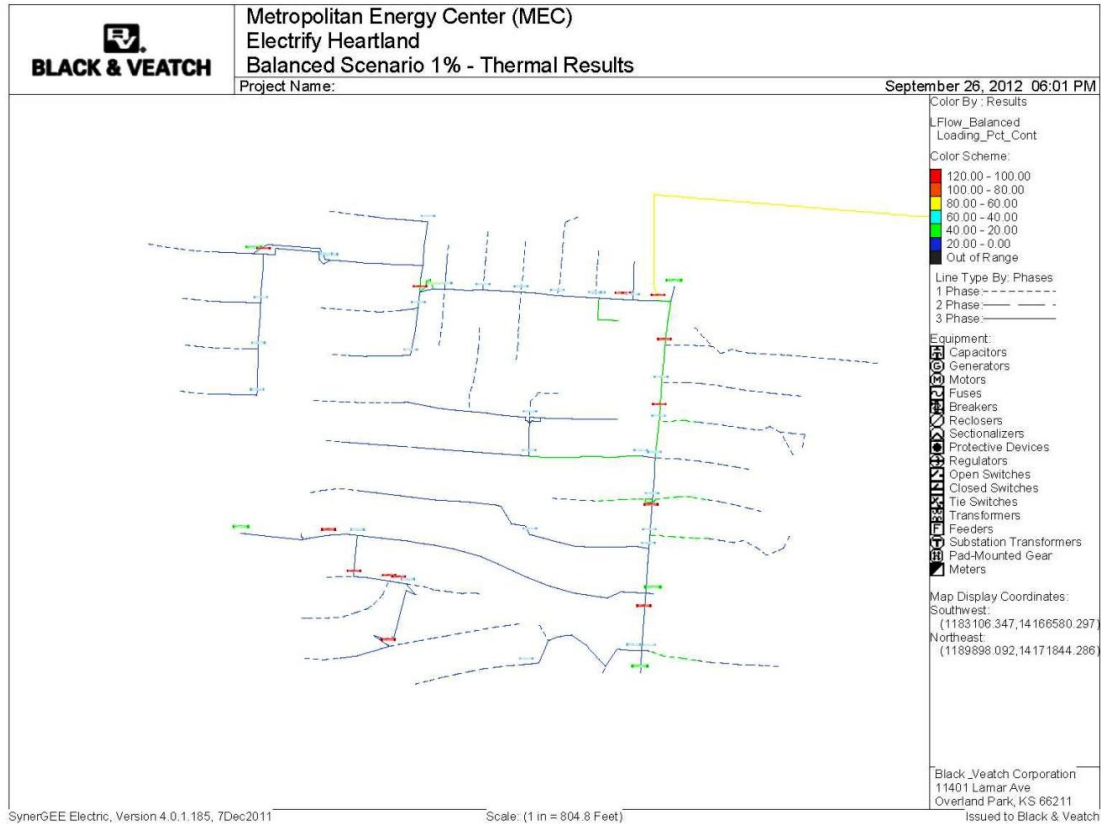 BV.
BLACK & VEATCH
Metropolitan Energy Center (MEC)
Electrify Heartland
Balanced Scenario 1% - Thermal Results
Project Name:
September 26, 2012 06:01 PM
Color By : Results
LFlow_Balanced
Loading_Pct_Cont
Color Scheme:
120.00 - 100.00
100.00 - 80.00
80.00 - 60.00
60.00 - 40.00
40.00 - 20.00
20.00 - 0.00
Out of Range
Line Type By: Phases
1 Phase:
2 Phase:
3 Phase:
Equipment:
Capacitors
G Generators
M Motors
Fuses
Breakers
Reclosers
Sectionalizers
Protective Devices
Regulators
Open Switches
Closed Switches
Tie Switches
Transformers
F Feeders
Substation Transformers
Pad-Mounted Gear
Meters
Map Display Coordinates:
Southwest:
(1183106.347,14166580.297)
Northeast:
(1189898.092,14171844.286)
Black_Veatch Corporation
11401 Lamar Ave
Overland Park, KS 66211
SynerGEE Electric, Version 4.0.1.185, 7Dec2011
Scale: (1 in = 804.8 Feet)
Issued to Black & Veatch